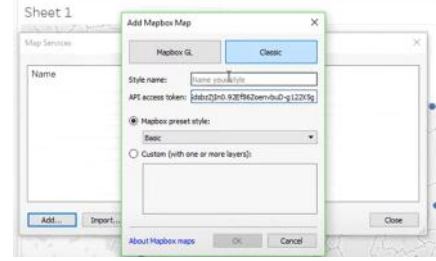 Sheet 1
Map Services
Name
Add...
Import...
Close
Add Mapbox Map
Mapbox GL
Classic
Style name:
Name your style
API access token:
Mapbox preset style:
Basic
Custom (with one or more layers):
About Mapbox maps
OK
Cancel